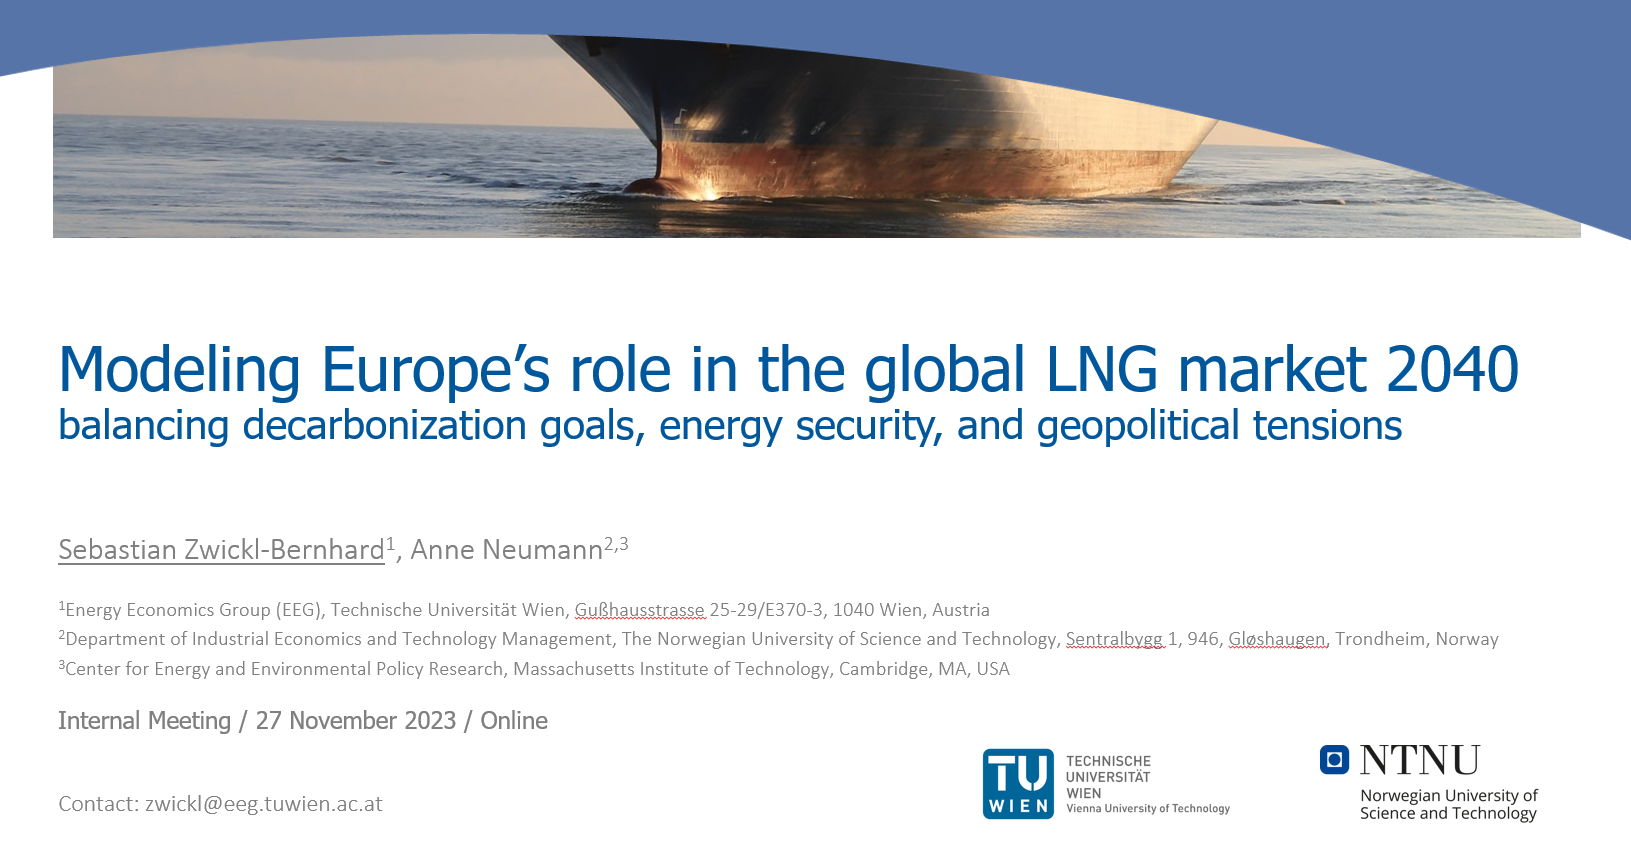 Modeling Europe’s role in the global LNG market 2040
balancing decarbonization goals, energy security, and geopolitical tensions
Sebastian Zwickl-Bernhard1, Anne Neumann2,3
1Energy Economics Group (EEG), Technische Universität Wien, Gußhausstrasse 25-29/E370-3, 1040 Wien, Austria
2Department of Industrial Economics and Technology Management, The Norwegian University of Science and Technology, Sentralbygg 1, 946, Gløshaugen, Trondheim, Norway
3Center for Energy and Environmental Policy Research, Massachusetts Institute of Technology, Cambridge, MA, USA
Internal Meeting / 27 November 2023 / Online
Contact: zwickl@eeg.tuwien.ac.at
TU
WIEN
TECHNISCHE
UNIVERSITÄT
WIEN
Vienna University of Technology
NTNU
Norwegian University of
Science and Technology